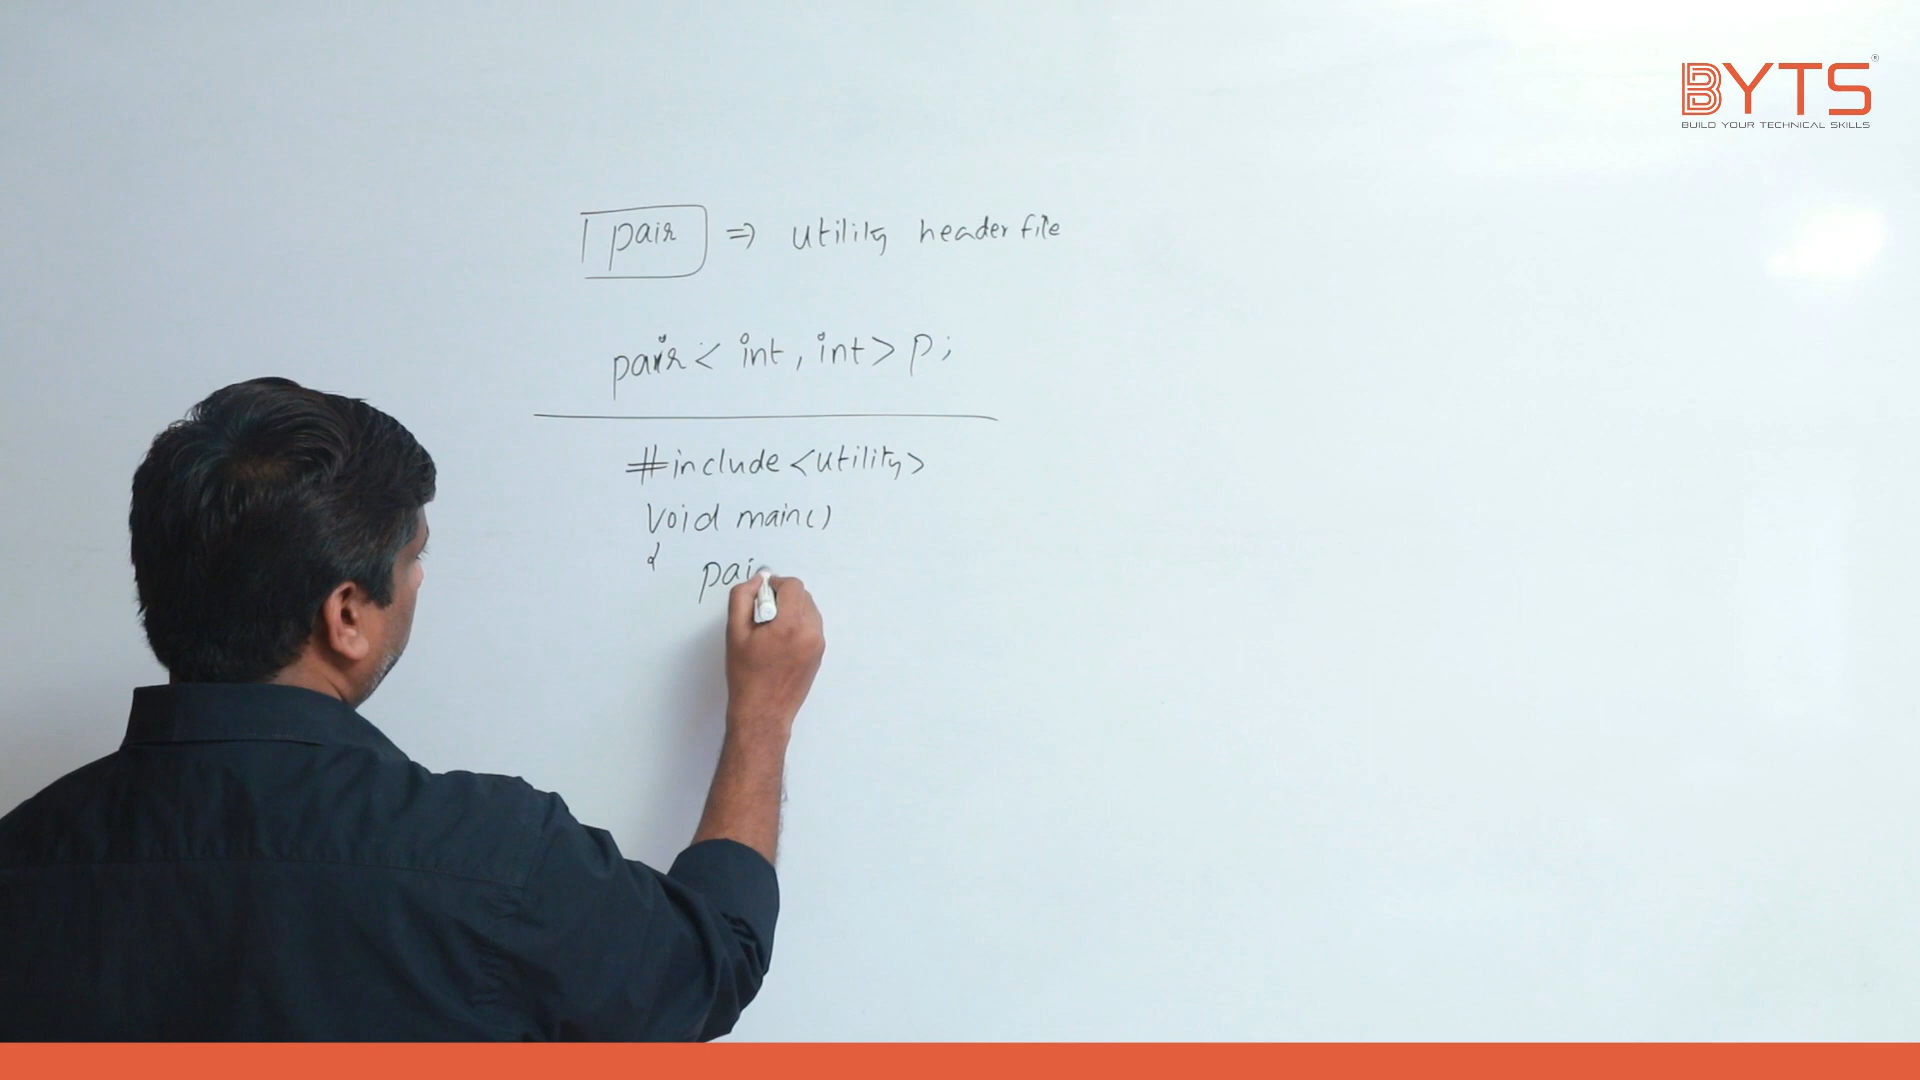 BYTS®
BUILD YOUR TECHNICAL SKILLS
pair ⇒ utility header file
pair < int, int > p;
#include <utility>
void main()
{ pai